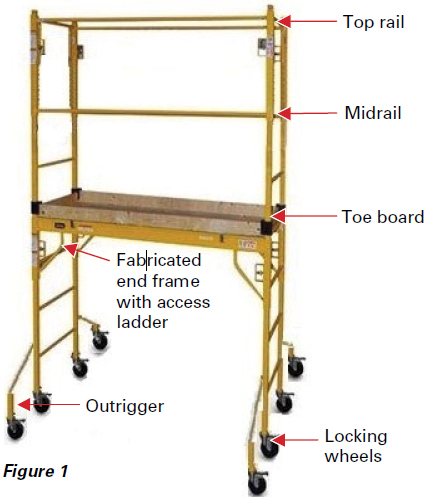 Top rail
Midrail
Toe board
Fabricated
end frame
with access
ladder
Outrigger
Locking
wheels
Figure 1